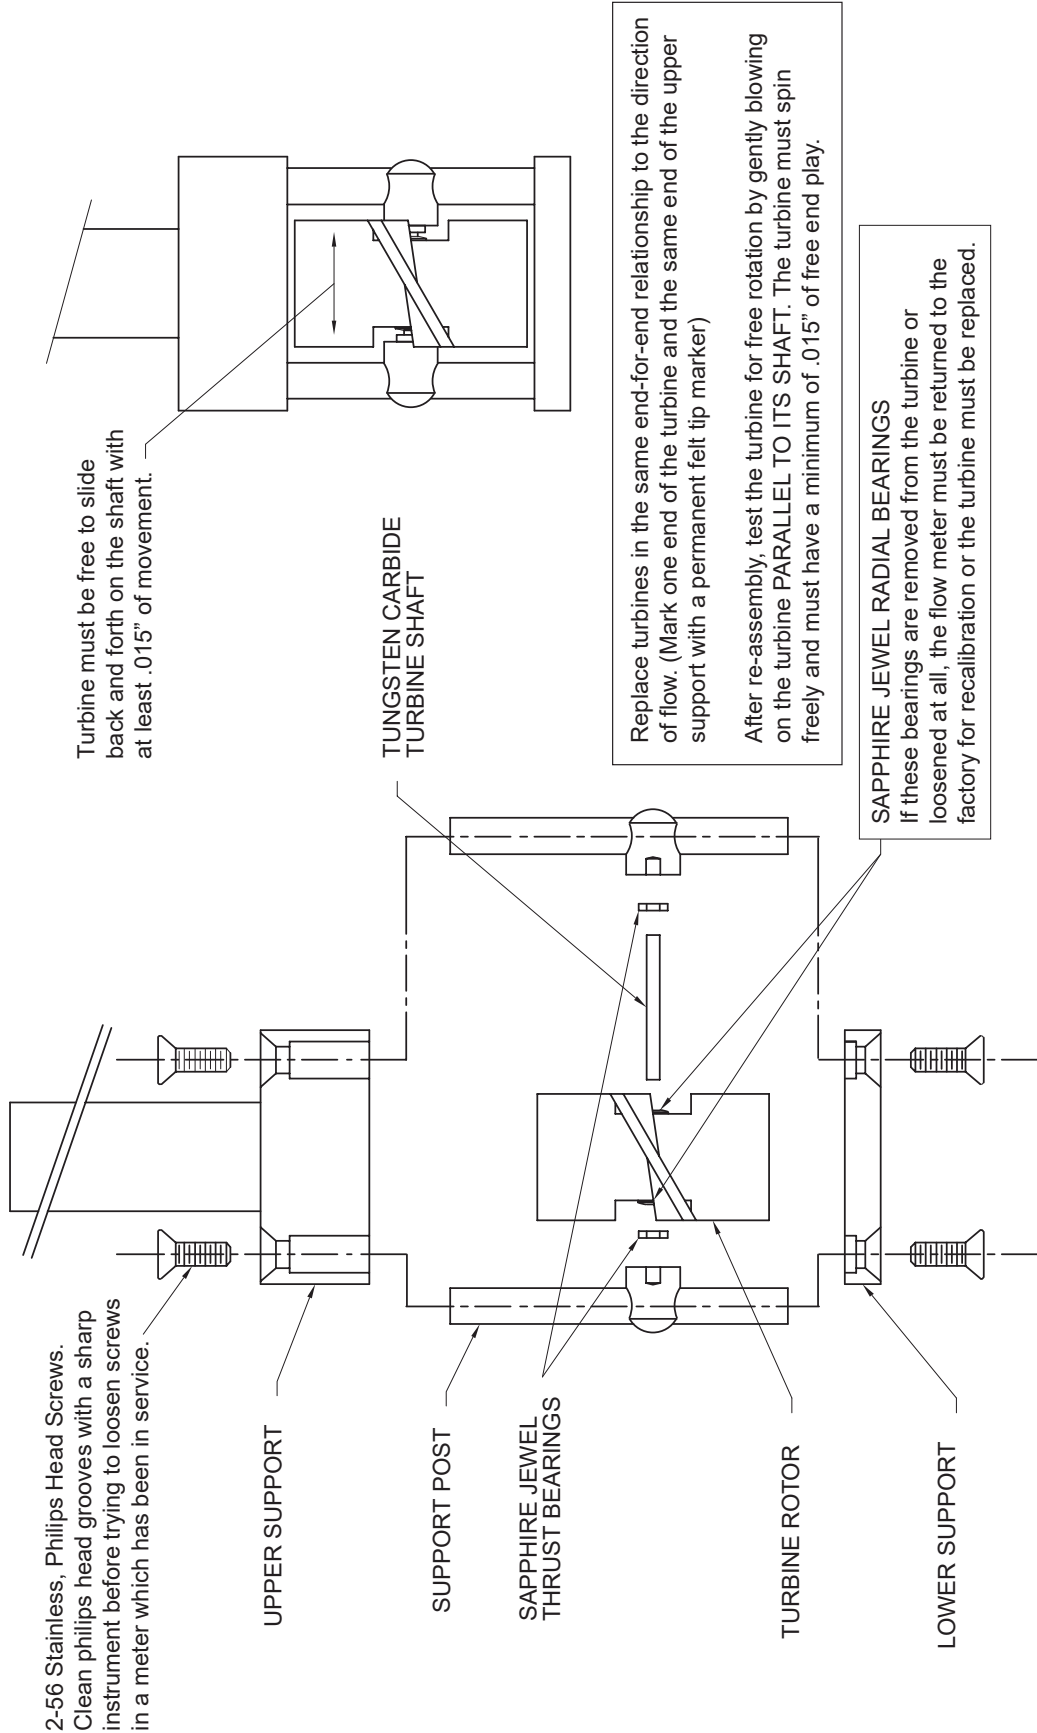 2-56 Stainless, Philips Head Screws.
Clean philips head grooves with a sharp
instrument before trying to loosen screws
in a meter which has been in service.
UPPER SUPPORT
SUPPORT POST
SAPPHIRE JEWEL
THRUST BEARINGS
TURBINE ROTOR
LOWER SUPPORT
Turbine must be free to slide
back and forth on the shaft with
at least .015” of movement.
TUNGSTEN CARBIDE
TURBINE SHAFT
Replace turbines in the same end-for-end relationship to the direction
of flow. (Mark one end of the turbine and the same end of the upper
support with a permanent felt tip marker)
After re-assembly, test the turbine for free rotation by gently blowing
on the turbine PARALLEL TO ITS SHAFT. The turbine must spin
freely and must have a minimum of .015” of free end play.
SAPPHIRE JEWEL RADIAL BEARINGS
If these bearings are removed from the turbine or
loosened at all, the flow meter must be returned to the
factory for recalibration or the turbine must be replaced.